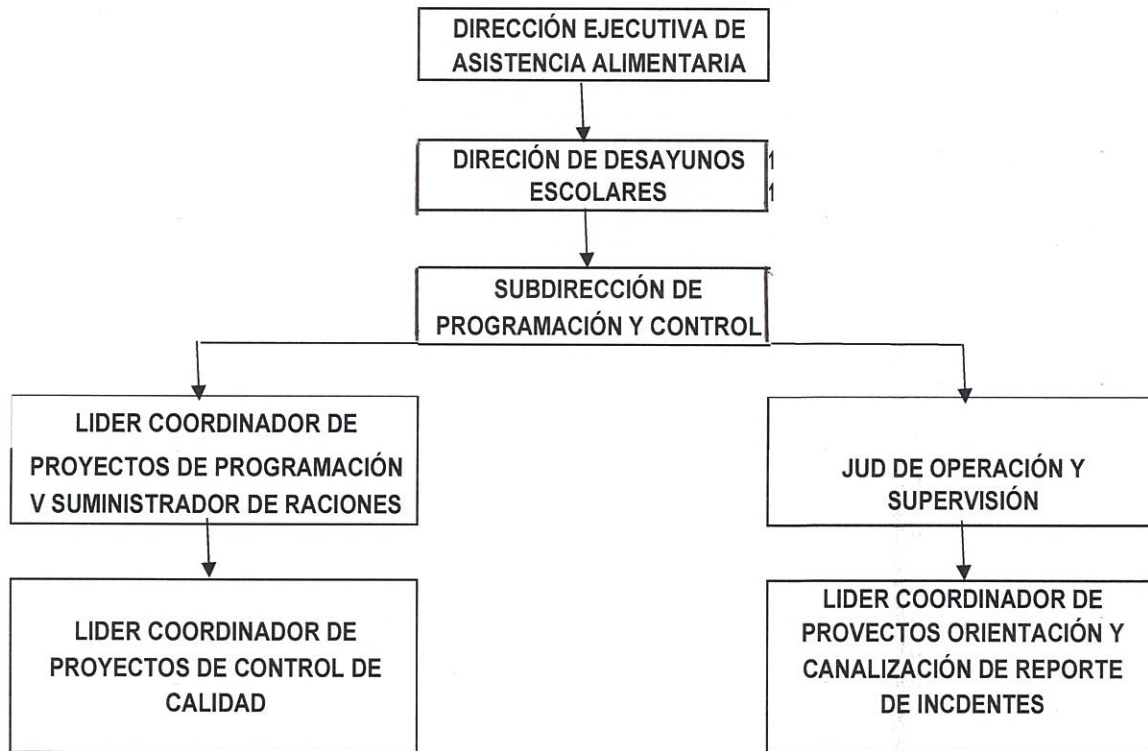 DIRECCIÓN EJECUTIVA DE
ASISTENCIA ALIMENTARIA
DIRECIÓN DE DESAYUNOS 1
ESCOLARES 1
SUBDIRECCIÓN DE
PROGRAMACIÓN Y CONTROL
LIDER COORDINADOR DE
PROYECTOS DE PROGRAMACIÓN
V SUMINISTRADOR DE RACIONES
JUD DE OPERACIÓN Y
SUPERVISIÓN
LIDER COORDINADOR DE
PROYECTOS DE CONTROL DE
CALIDAD
LIDER COORDINADOR DE
PROVECTOS ORIENTACIÓN Y
CANALIZACIÓN DE REPORTE
DE INCDENTES